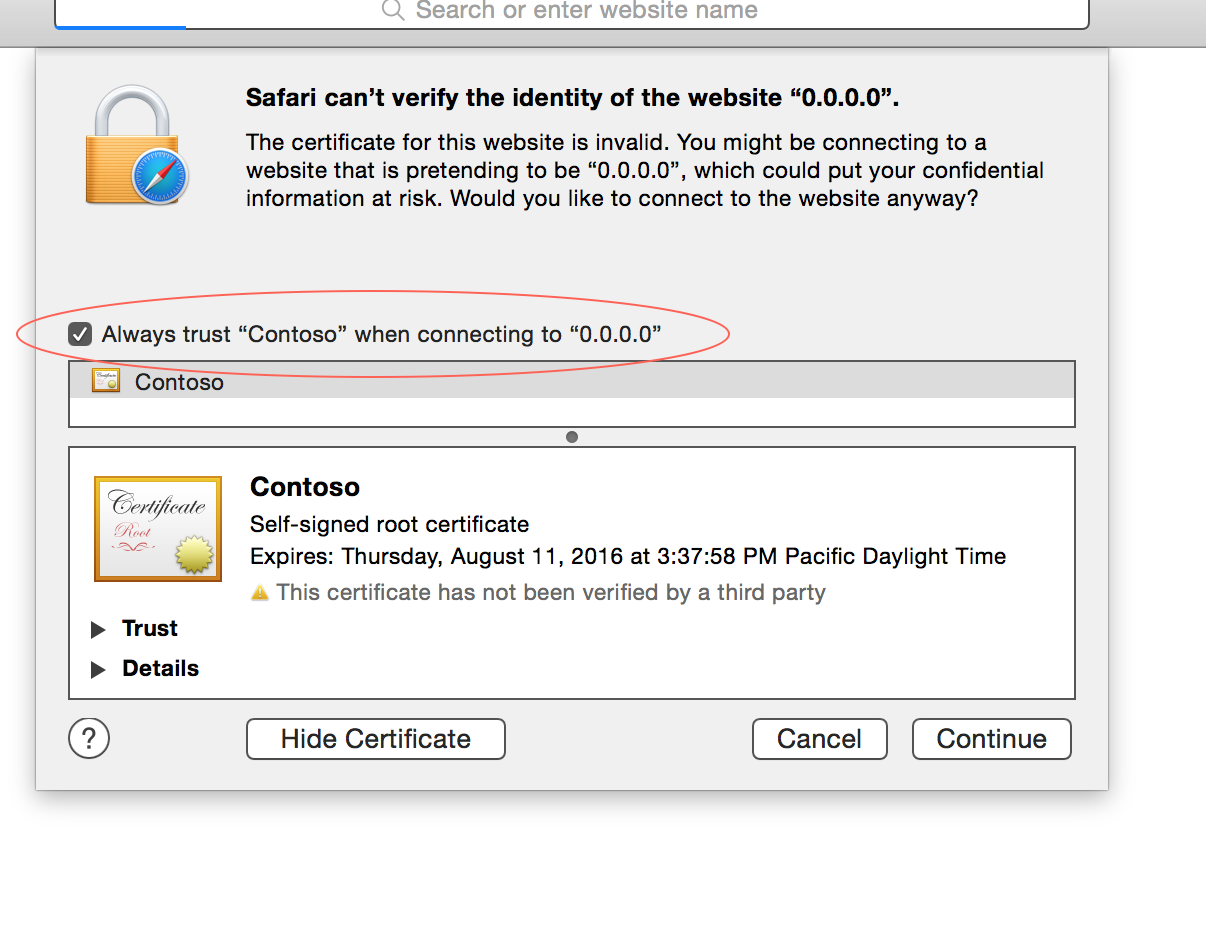 Search or enter website name
Safari can’t verify the identity of the website “0.0.0.0”.
The certificate for this website is invalid. You might be connecting to a
website that is pretending to be “0.0.0.0”, which could put your confidential
information at risk. Would you like to connect to the website anyway?
Always trust “Contoso” when connecting to “0.0.0.0”
Contoso
Certificate
Root
Contoso
Self-signed root certificate
Expires: Thursday, August 11, 2016 at 3:37:58 PM Pacific Daylight Time
This certificate has not been verified by a third party
Trust
Details
?
Hide Certificate
Cancel
Continue